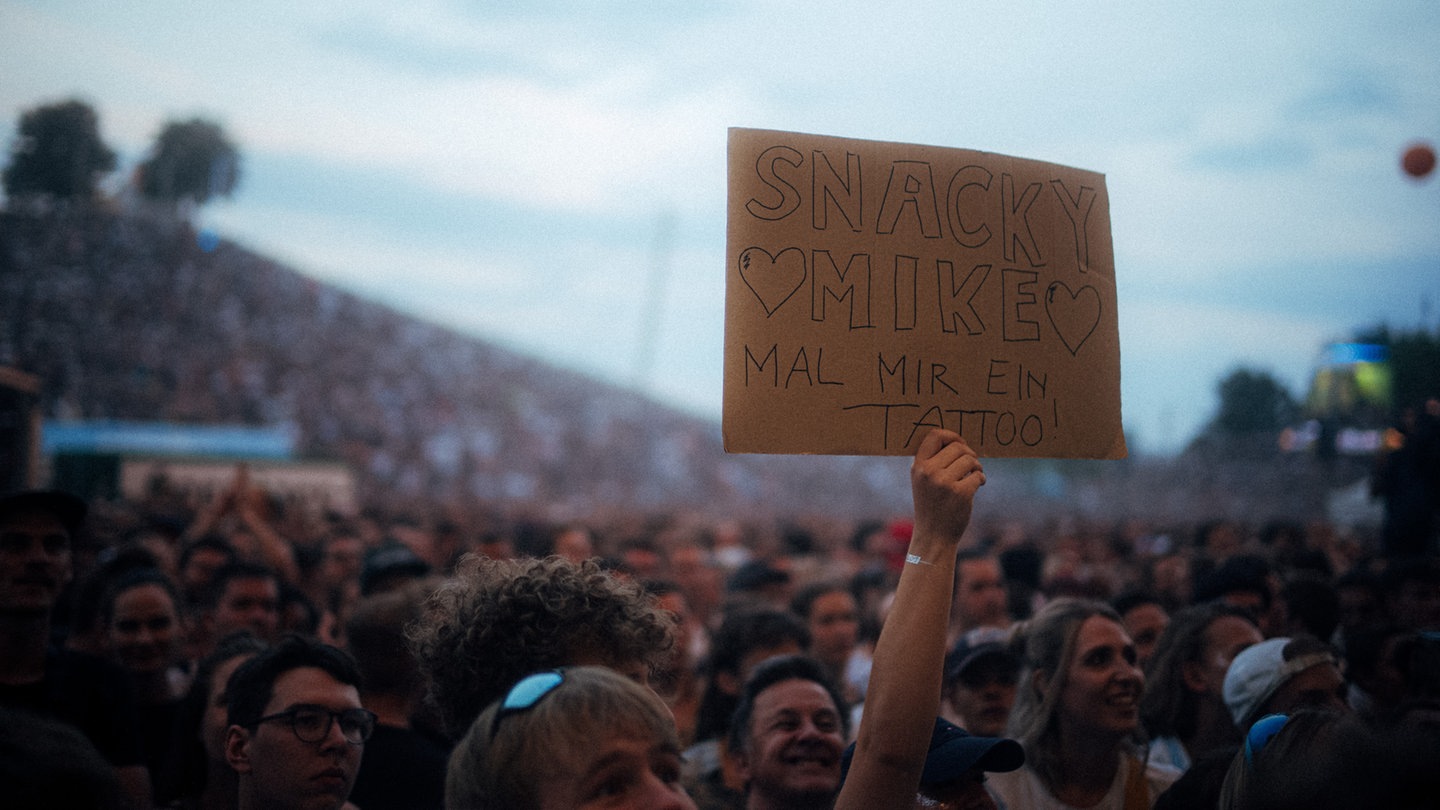 SNACKY
MIKE
MAL MIR EIN
TATTOO!